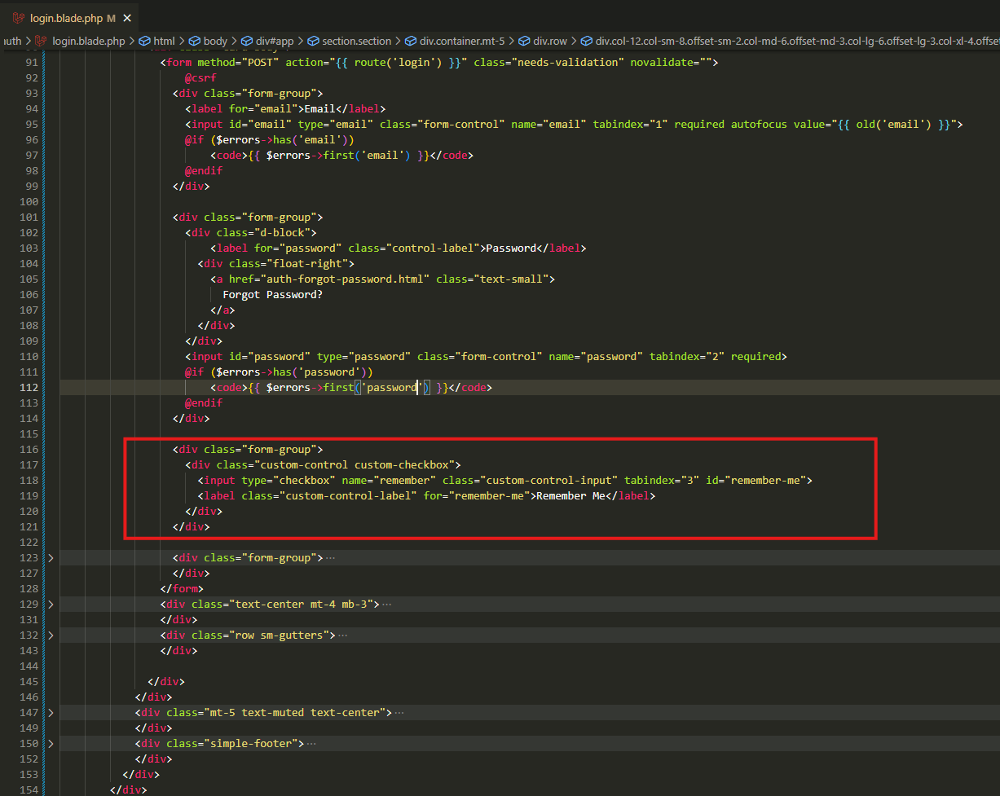 login.blade.php M ×
auth > login.blade.php > html > body > div#app > section.section > div.container.mt-5 > div.row > div.col-12.col-sm-8.offset-sm-2.col-md-6.offset-md-3.col-lg-6.offset-lg-3.col-xl-4.offse
91 <form method="POST" action="{{ route('login') }}" class="needs-validation" novalidate="">
92 @csrf
93 <div class="form-group">
94 <label for="email">Email</label>
95 <input id="email" type="email" class="form-control" name="email" tabindex="1" required autofocus value="{{ old('email') }}">
96 @if ($errors->has('email'))
97 <code>{{ $errors->first('email') }}</code>
98 @endif
99 </div>
100
101 <div class="form-group">
102 <div class="d-block">
103 <label for="password" class="control-label">Password</label>
104 <div class="float-right">
105 <a href="auth-forgot-password.html" class="text-small">
106 Forgot Password?
107 </a>
108 </div>
109 </div>
110 <input id="password" type="password" class="form-control" name="password" tabindex="2" required>
111 @if ($errors->has('password'))
112 <code>{{ $errors->first('password') }}</code>
113 @endif
114 </div>
115
116 <div class="form-group">
117 <div class="custom-control custom-checkbox">
118 <input type="checkbox" name="remember" class="custom-control-input" tabindex="3" id="remember-me">
119 <label class="custom-control-label" for="remember-me">Remember Me</label>
120 </div>
121 </div>
122
123 > <div class="form-group">···
127 </div>
128 </form>
129 > <div class="text-center mt-4 mb-3">···
131 </div>
132 > <div class="row sm-gutters">···
143 </div>
144
145 </div>
146 </div>
147 > <div class="mt-5 text-muted text-center">···
149 </div>
150 > <div class="simple-footer">···
152 </div>
153 </div>
154 </div>